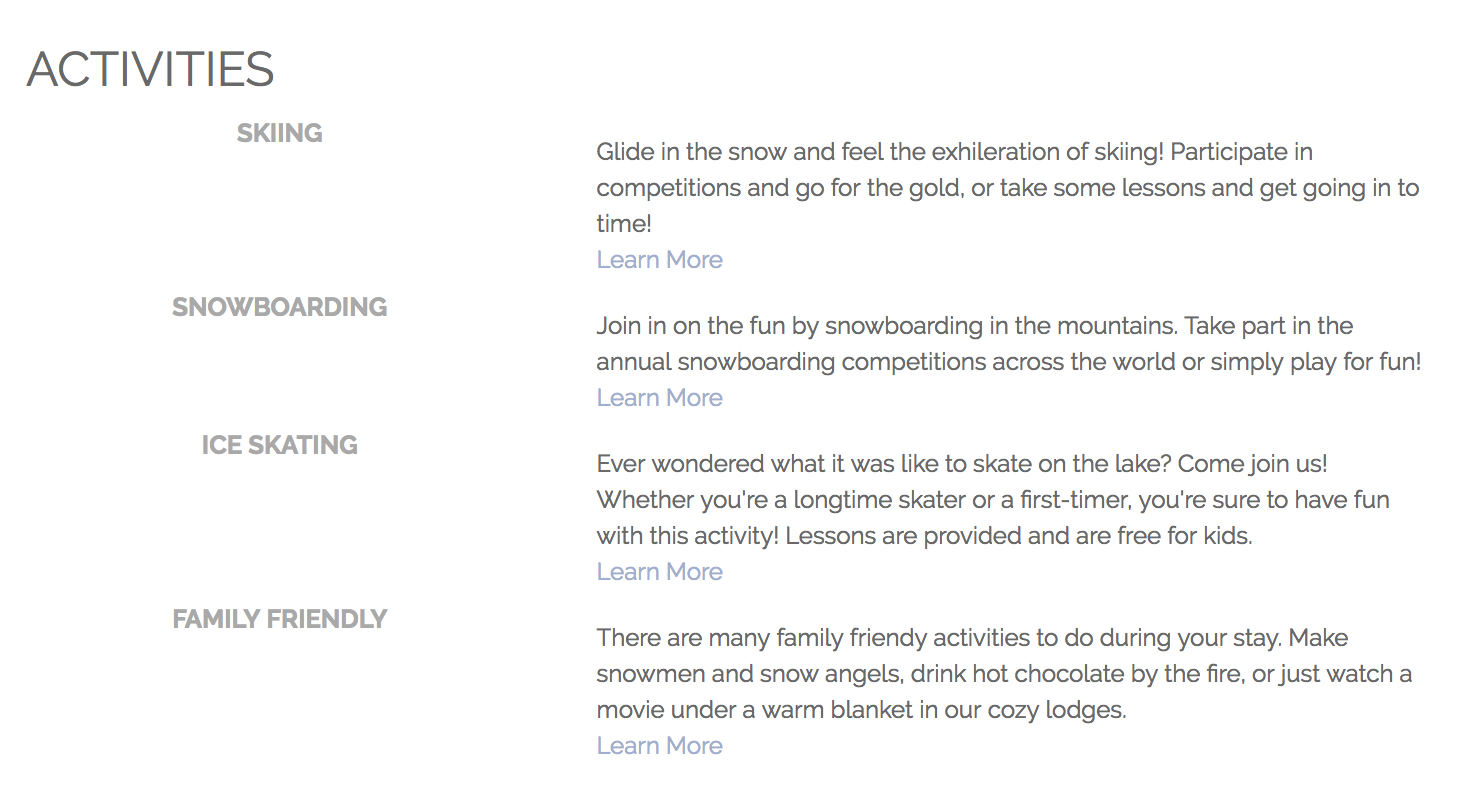 ACTIVITIES
SKIING
Glide in the snow and feel the exhileration of skiing! Participate in
competitions and go for the gold, or take some lessons and get going in to
time!
Learn More
SNOWBOARDING
Join in on the fun by snowboarding in the mountains. Take part in the
annual snowboarding competitions across the world or simply play for fun!
Learn More
ICE SKATING
Ever wondered what it was like to skate on the lake? Come join us!
Whether you're a longtime skater or a first-timer, you're sure to have fun
with this activity! Lessons are provided and are free for kids.
Learn More
FAMILY FRIENDLY
There are many family friendy activities to do during your stay. Make
snowmen and snow angels, drink hot chocolate by the fire, or just watch a
movie under a warm blanket in our cozy lodges.
Learn More